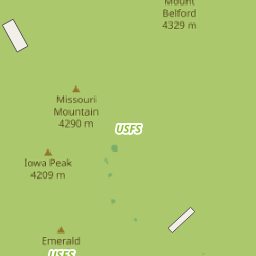 Mount
Belford
4329 m
Missouri
Mountain
4290 m
USFS
Iowa Peak
4209 m
Emerald
USFS